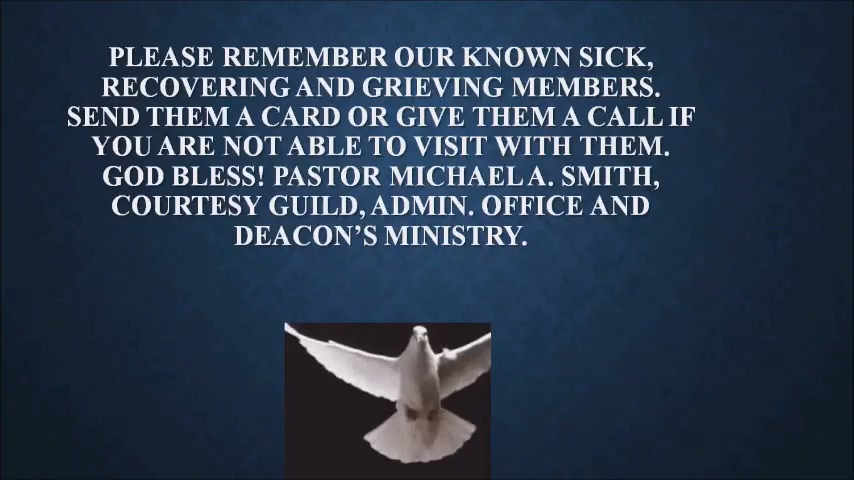 PLEASE REMEMBER OUR KNOWN SICK,
RECOVERING AND GRIEVING MEMBERS.
SEND THEM A CARD OR GIVE THEM A CALL IF
YOU ARE NOT ABLE TO VISIT WITH THEM.
GOD BLESS! PASTOR MICHAEL A. SMITH,
COURTESY GUILD, ADMIN. OFFICE AND
DEACON’S MINISTRY.